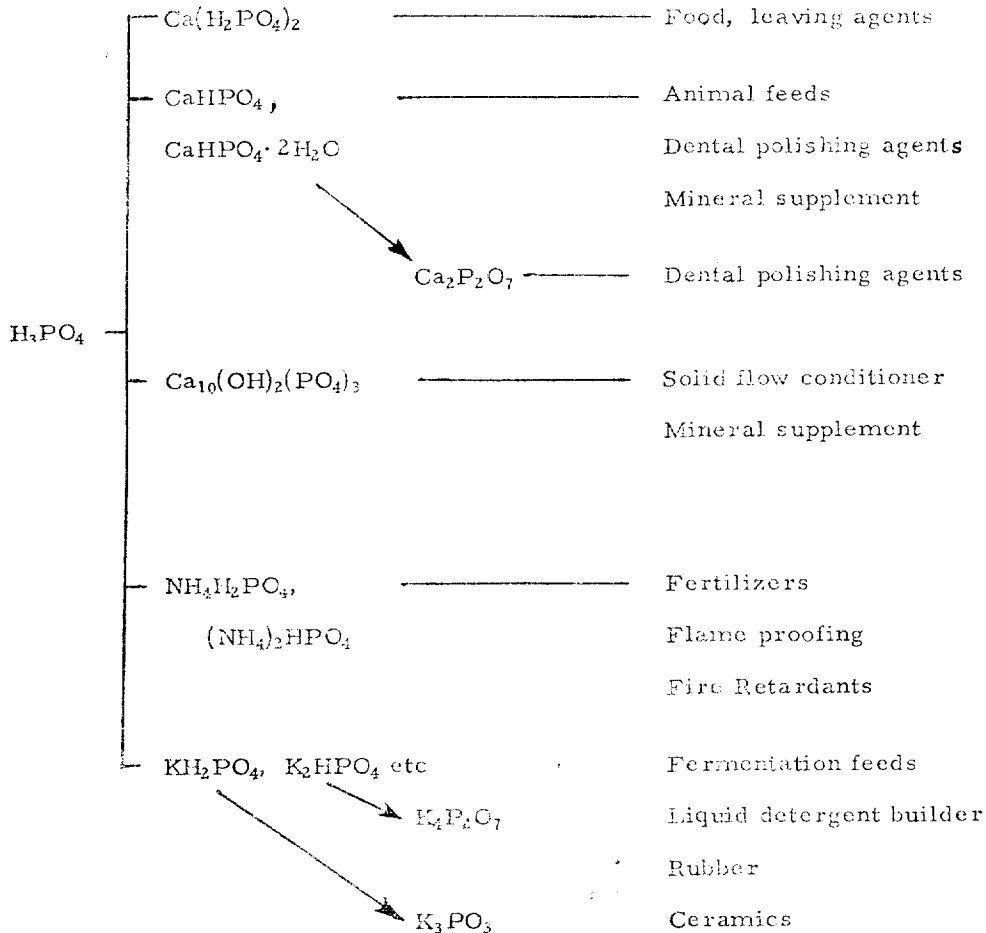 Ca(H₂PO₄)₂ Food, leaving agents
CaHPO₄, Animal feeds
CaHPO₄· 2H₂O Dental polishing agents
Mineral supplement
Ca₂P₂O₇ Dental polishing agents
H₃PO₄
Ca₁₀(OH)₂(PO₄)₃ Solid flow conditioner
Mineral supplement
NH₄H₂PO₄, Fertilizers
(NH₄)₂HPO₄ Flame proofing
Fire Retardants
KH₂PO₄, K₂HPO₄ etc Fermentation feeds
K₄P₂O₇ Liquid detergent builder
Rubber
K₃PO₃ Ceramics